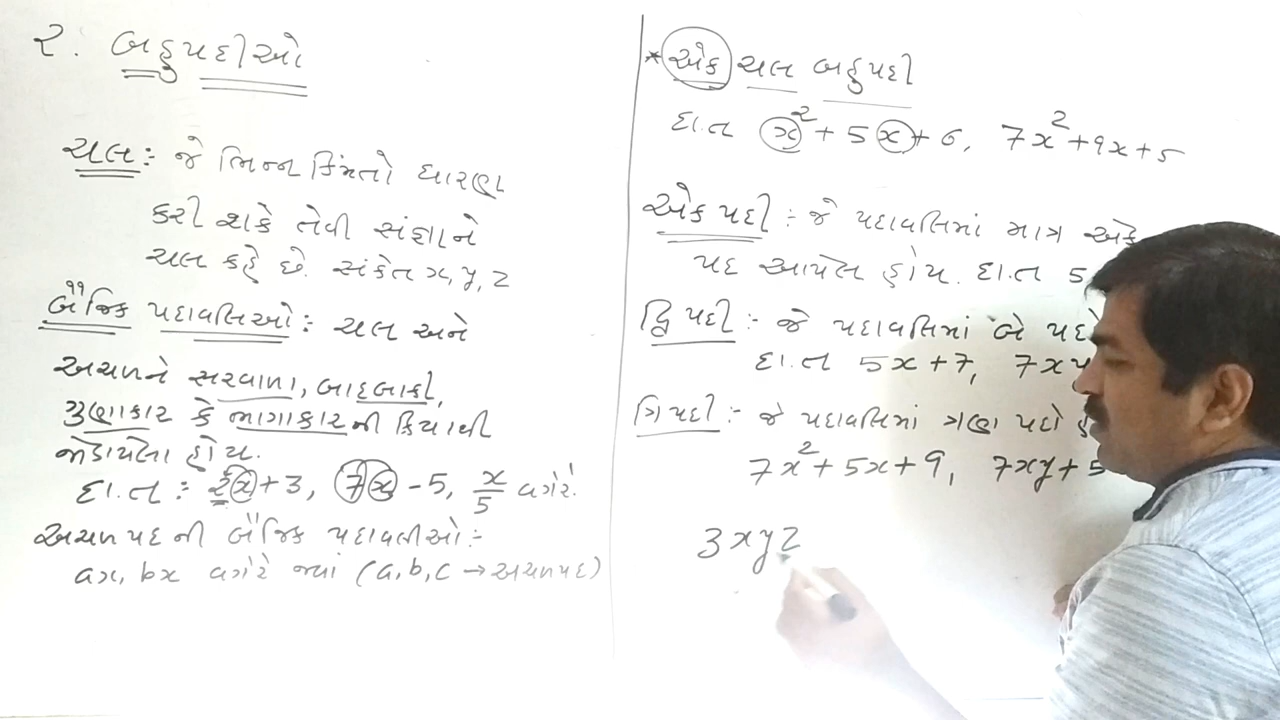 ૨. બહુપદીઓ
ચલ : જે ભિન્ન કિંમતો ધારણ
કરી શકે તેવી સંજ્ઞાને
ચલ કહે છે. સંકેત x, y, z
બૈજિક પદાવલિઓ : ચલ અને
અચળને સરવાળા, બાદબાકી,
ગુણાકાર કે ભાગાકારની ક્રિયાથી
જોડાયેલા હોય.
દા.ત : 2x + 3, 7x - 5, x/5 વગેરે.
અચળ પદ ની બૈજિક પદાવલીઓ :-
ax, bx વગેરે જ્યાં (a, b, c → અચળપદ)
* એક ચલ બહુપદી
દા.ત x² + 5x + 6, 7x² + 9x + 5
એકપદી :- જે પદાવલિમાં માત્ર એક
પદ આપેલ હોય. દા.ત 5
દ્વિપદી :- જે પદાવલિમાં બે
દા.ત 5x + 7, 7xy
ત્રિપદી :- જે પદાવલિમાં ત્રણ પદો
7x² + 5x + 9, 7xy + 5
3xyz